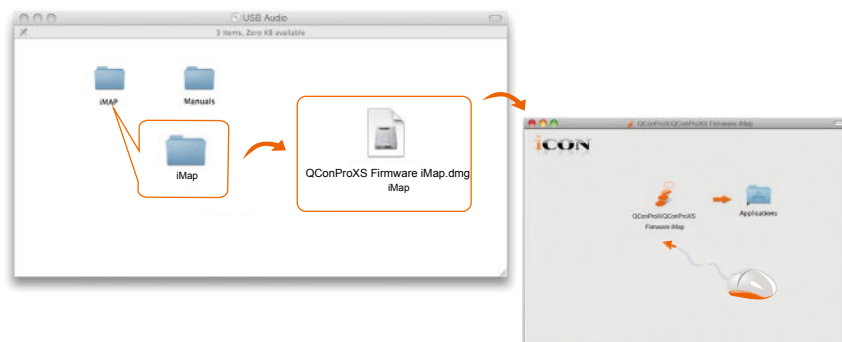 USB Audio
3 items, Zero KB available
iMAP
Manuals
iMap
QConProXS Firmware iMap.dmg
iMap
QConProX/QConProXS Firmware iMap
iCON
QConProX/QConProXS
Firmware iMap
Applications